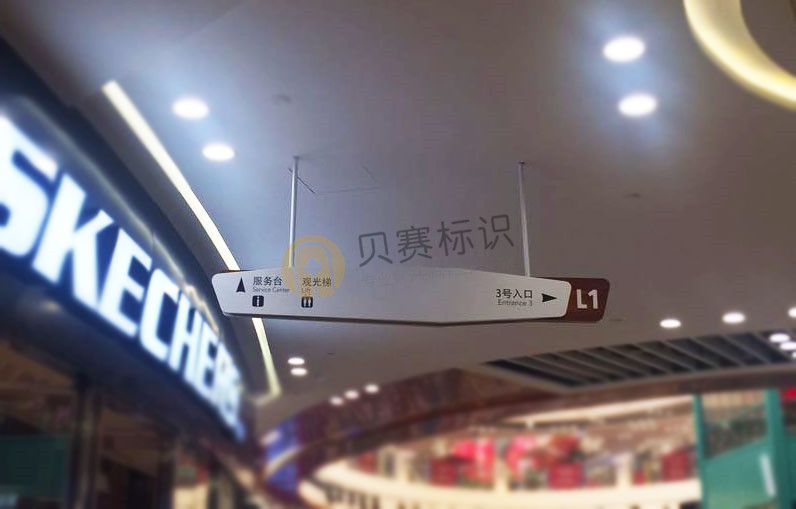 SKECHERS
贝赛标识
服务台 观光梯
Service Center Lift
3号入口
Entrance 3
L1